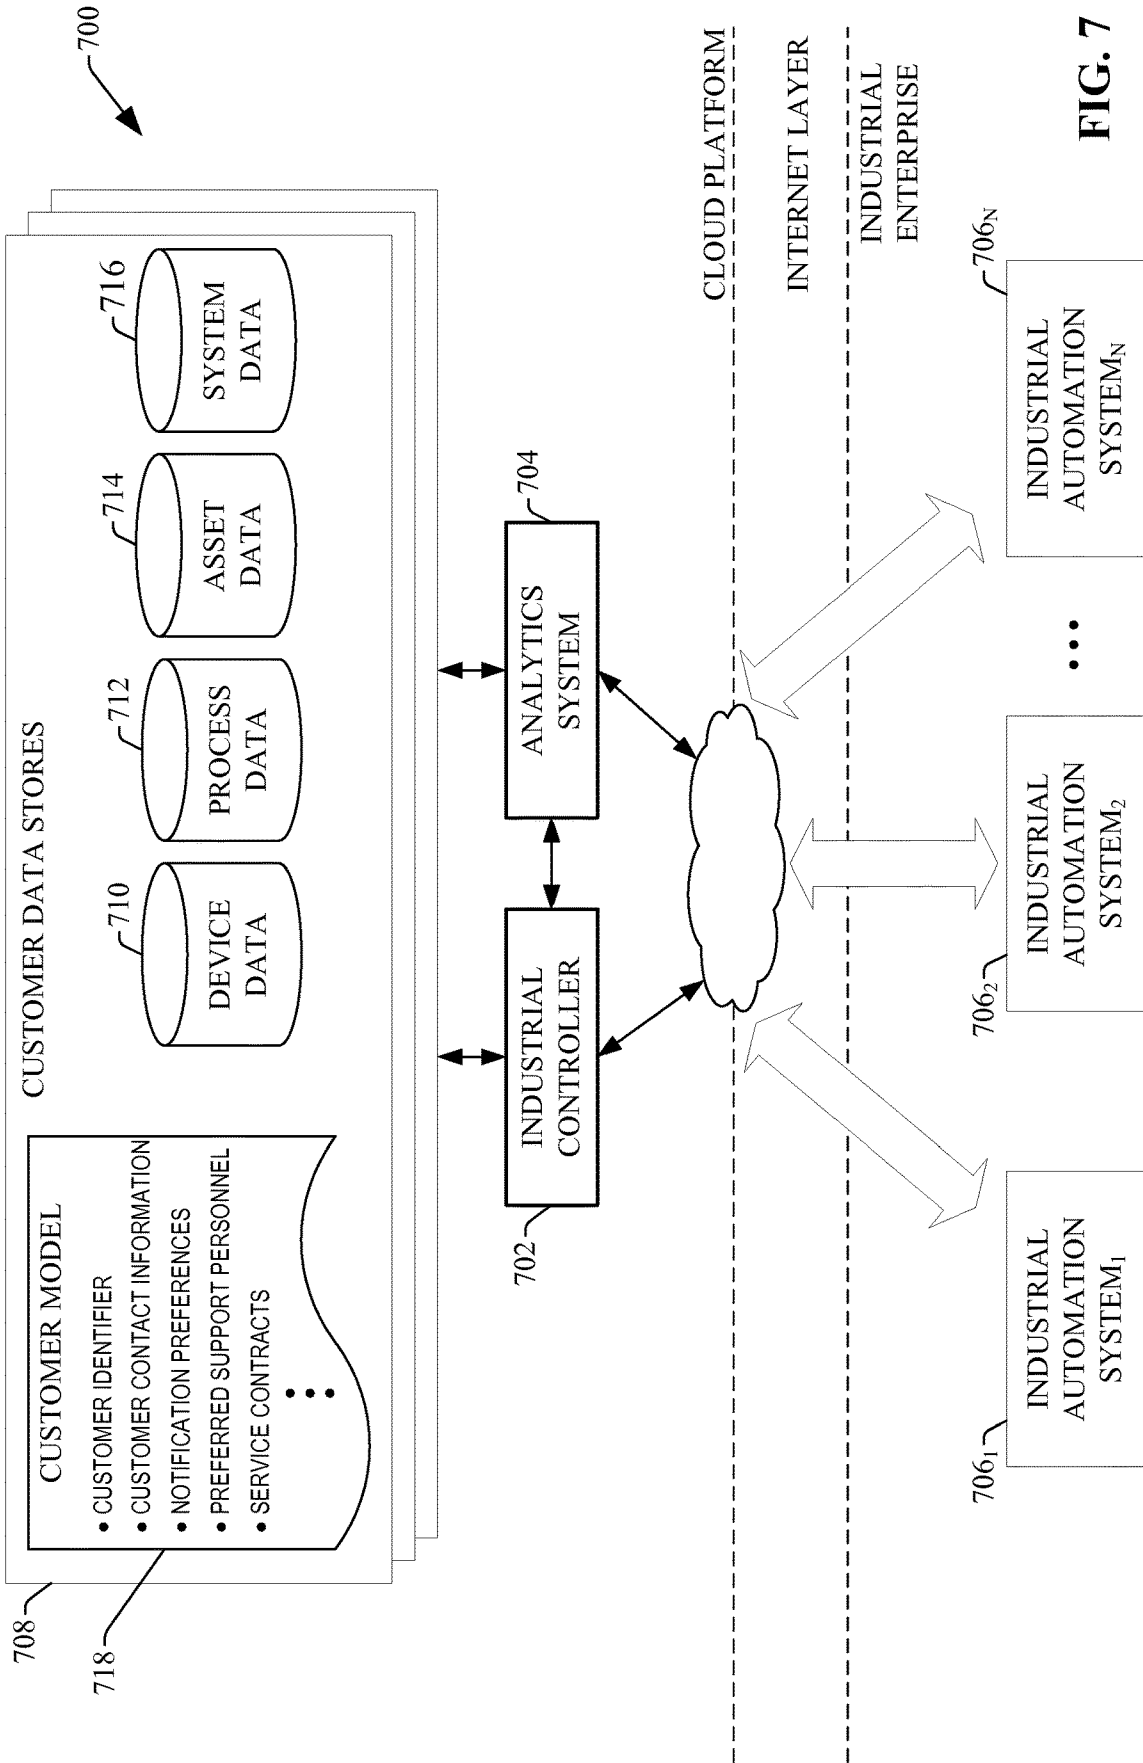 700
CUSTOMER DATA STORES
708
718
CUSTOMER MODEL
• CUSTOMER IDENTIFIER
• CUSTOMER CONTACT INFORMATION
• NOTIFICATION PREFERENCES
• PREFERRED SUPPORT PERSONNEL
• SERVICE CONTRACTS
710
DEVICE
DATA
712
PROCESS
DATA
714
ASSET
DATA
716
SYSTEM
DATA
702
INDUSTRIAL
CONTROLLER
704
ANALYTICS
SYSTEM
CLOUD PLATFORM
INTERNET LAYER
INDUSTRIAL
ENTERPRISE
706₁
INDUSTRIAL
AUTOMATION
SYSTEM₁
706₂
INDUSTRIAL
AUTOMATION
SYSTEM₂
706N
INDUSTRIAL
AUTOMATION
SYSTEMN
FIG. 7